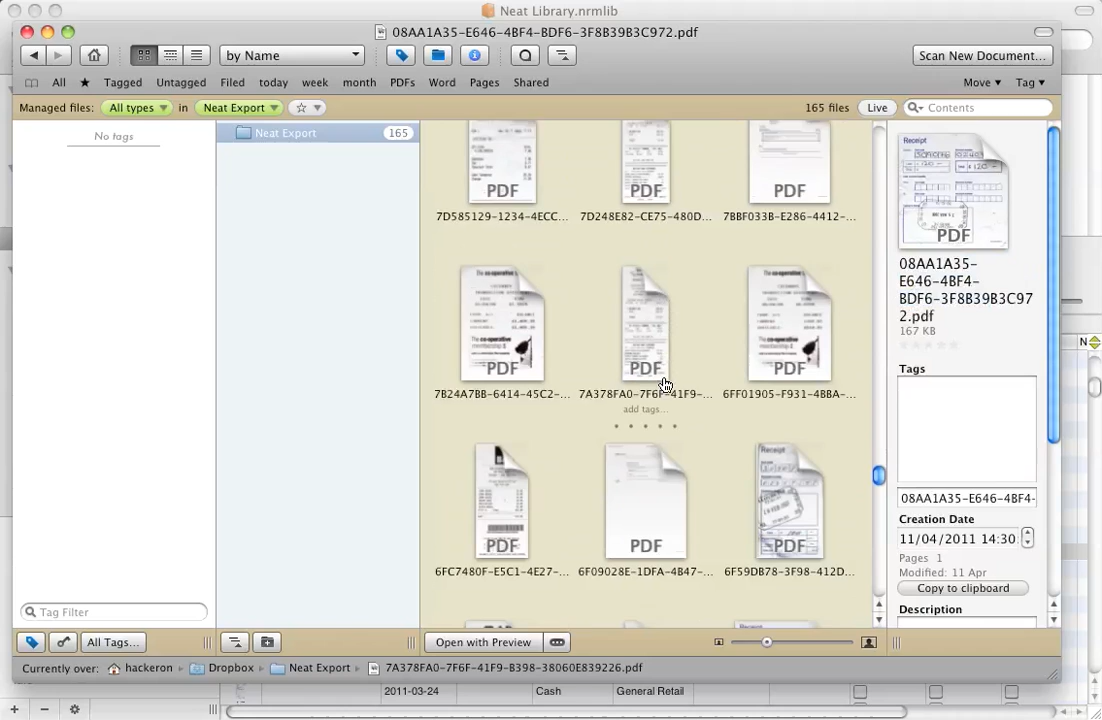 Neat Library.nrmlib
08AA1A35-E646-4BF4-BDF6-3F8B39B3C972.pdf
by Name
Scan New Document...
All
Tagged
Untagged
Filed
today
week
month
PDFs
Word
Pages
Shared
Move
Tag
Managed files:
All types
in
Neat Export
165 files
Live
Contents
No tags
Neat Export
165
PDF
PDF
PDF
7D585129-1234-4ECC...
7D248E82-CE75-480D...
7BBF033B-E286-4412-...
The co-operative
PDF
PDF
The co-operative
PDF
7B24A7BB-6414-45C2-...
7A378FA0-7F6F-41F9-...
6FF01905-F931-4BBA-...
add tags...
PDF
PDF
Receipt
PDF
6FC7480F-E5C1-4E27-...
6F09028E-1DFA-4B47-...
6F59DB78-3F98-412D...
Receipt
PDF
08AA1A35-
E646-4BF4-
BDF6-3F8B39B3C97
2.pdf
167 KB
Tags
08AA1A35-E646-4BF4-
Creation Date
11/04/2011 14:30
Pages 1
Modified: 11 Apr
Copy to clipboard
Description
N
Tag Filter
All Tags...
Open with Preview
Currently over:
hackeron
Dropbox
Neat Export
7A378FA0-7F6F-41F9-B398-38060E839226.pdf
2011-03-24
Cash
General Retail